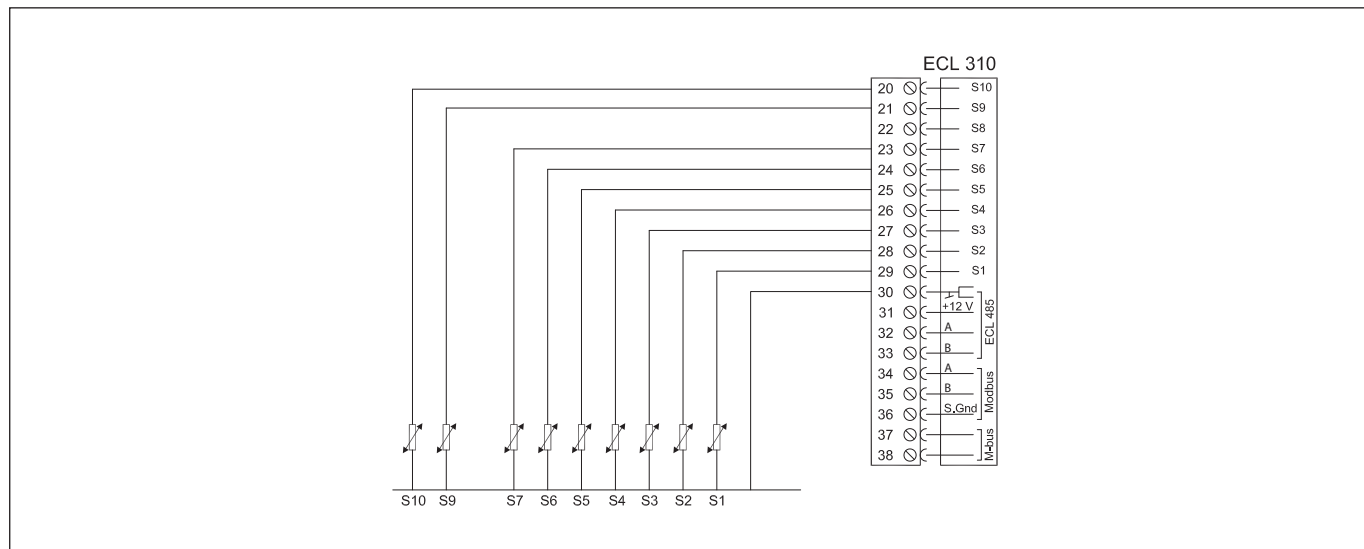 ECL 310
20 S10
21 S9
22 S8
23 S7
24 S6
25 S5
26 S4
27 S3
28 S2
29 S1
30
31 +12 V
32 A
33 B
ECL 485
34 A
35 B
36 S.Gnd
Modbus
37
38
M-bus
S10 S9 S7 S6 S5 S4 S3 S2 S1